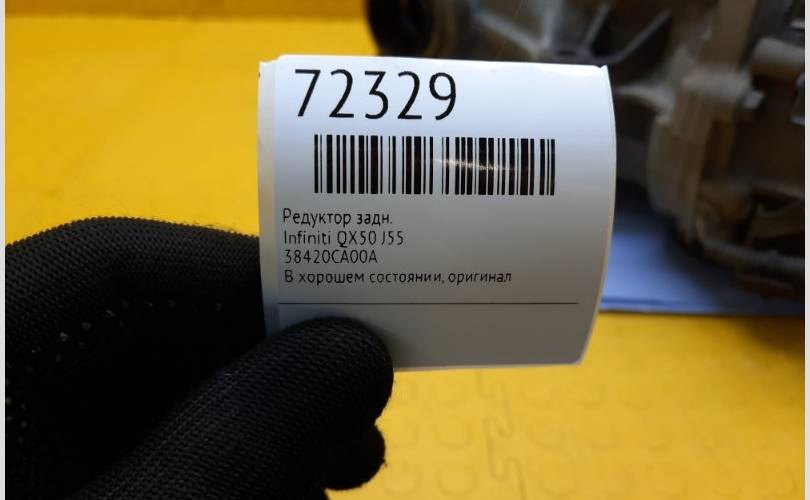 72329
Редуктор задн.
Infiniti QX50 J55
38420CA00A
В хорошем состоянии, оригинал